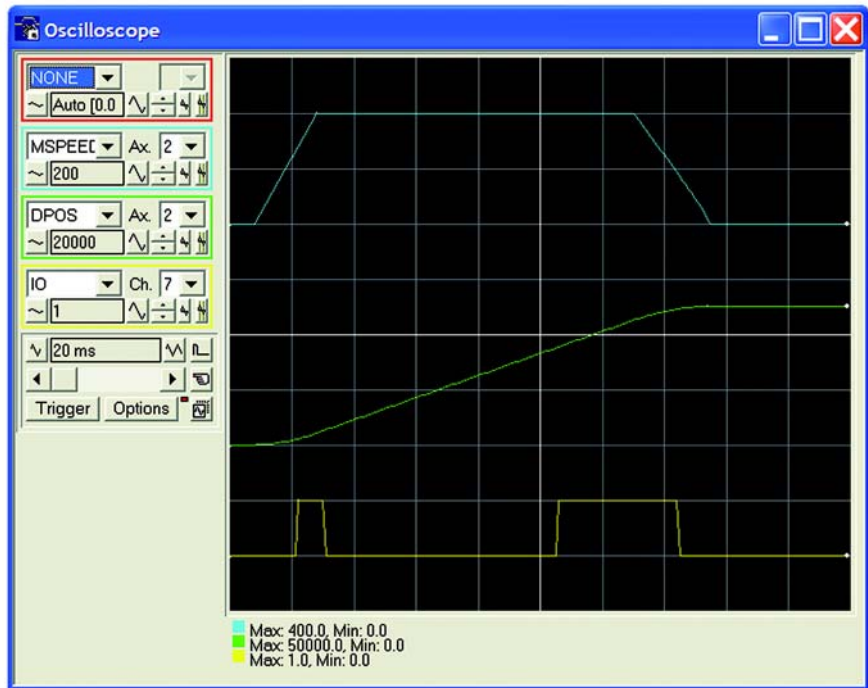 Oscilloscope
NONE
Auto [0.0
MSPEED Ax. 2
200
DPOS Ax. 2
20000
IO Ch. 7
1
20 ms
Trigger Options
Max: 400.0, Min: 0.0
Max: 50000.0, Min: 0.0
Max: 1.0, Min: 0.0